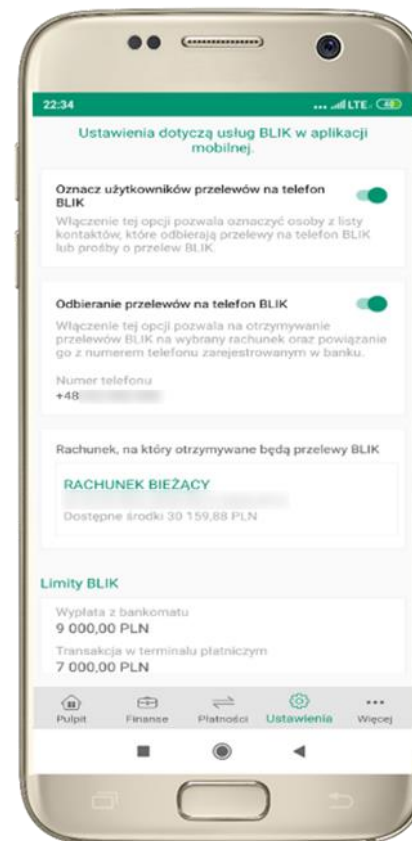 22:34
... LTE 40
Ustawienia dotyczą usług BLIK w aplikacji
mobilnej.
Oznacz użytkowników przelewów na telefon
BLIK
Włączenie tej opcji pozwala oznaczyć osoby z listy
kontaktów, które odbierają przelewy na telefon BLIK
lub prośby o przelew BLIK.
Odbieranie przelewów na telefon BLIK
Włączenie tej opcji pozwala na otrzymywanie
przelewów BLIK na wybrany rachunek oraz powiązanie
go z numerem telefonu zarejestrowanym w banku.
Numer telefonu
+48
Rachunek, na który otrzymywane będą przelewy BLIK
RACHUNEK BIEŻĄCY
Dostępne środki 30 159,88 PLN
Limity BLIK
Wypłata z bankomatu
9 000,00 PLN
Transakcja w terminalu płatniczym
7 000,00 PLN
Pulpit Finanse Płatności Ustawienia Więcej